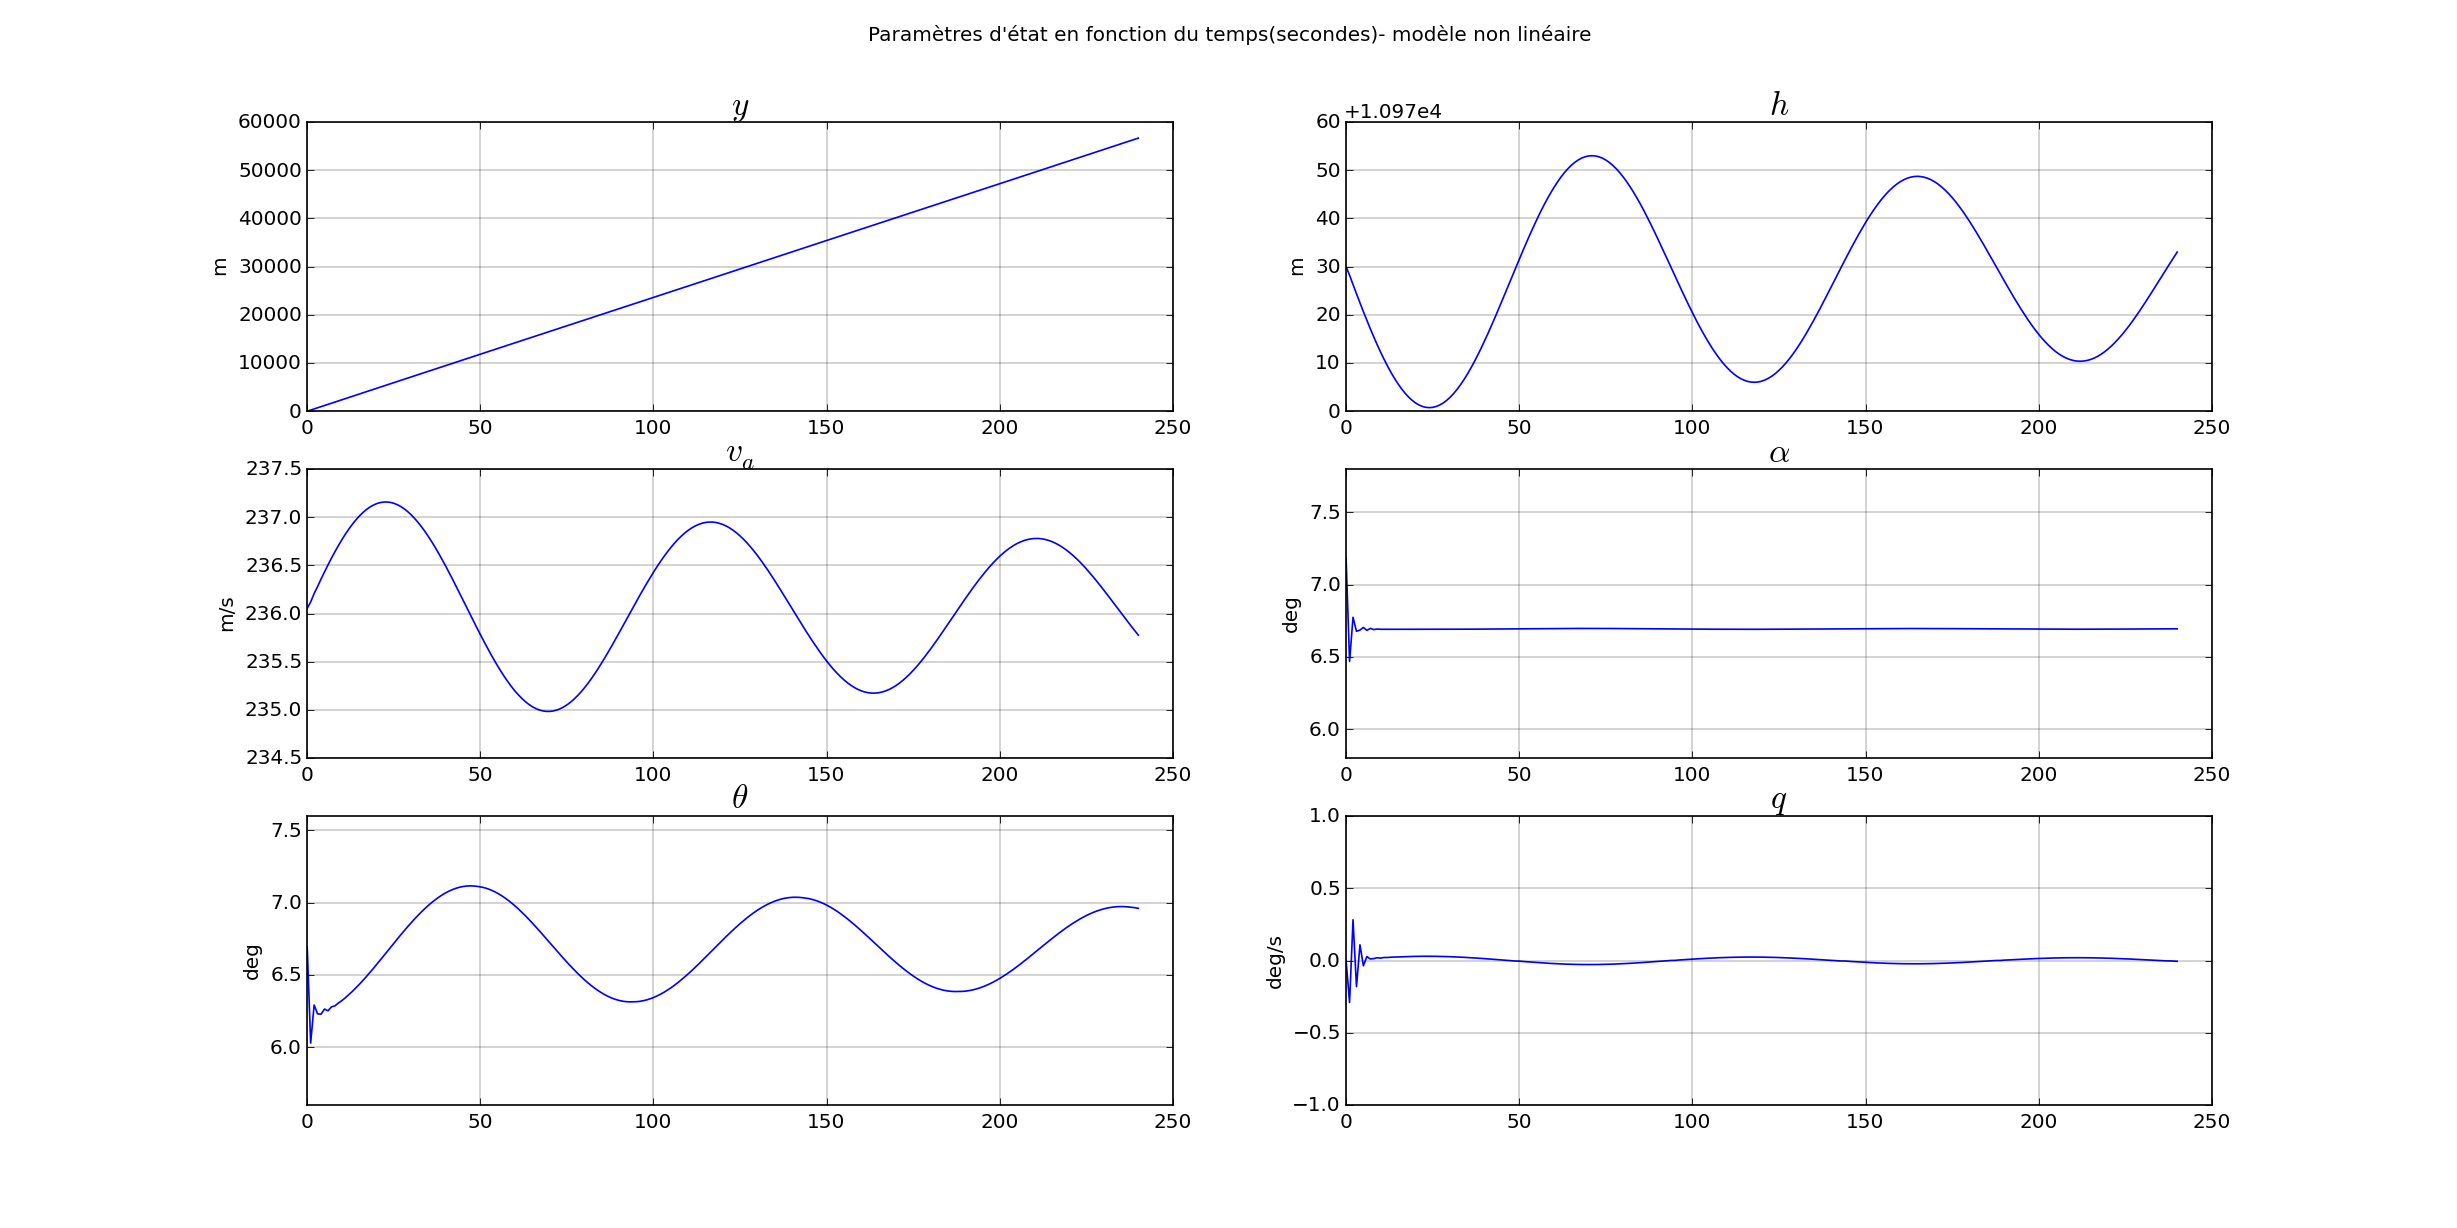 Paramètres d'état en fonction du temps(secondes)- modèle non linéaire
y
60000
50000
40000
30000
20000
10000
0
m
0 50 100 150 200 250
h
+1.097e4
60
50
40
30
20
10
0
m
0 50 100 150 200 250
v_a
237.5
237.0
236.5
236.0
235.5
235.0
234.5
m/s
0 50 100 150 200 250
α
7.5
7.0
6.5
6.0
deg
0 50 100 150 200 250
θ
7.5
7.0
6.5
6.0
deg
0 50 100 150 200 250
q
1.0
0.5
0.0
−0.5
−1.0
deg/s
0 50 100 150 200 250